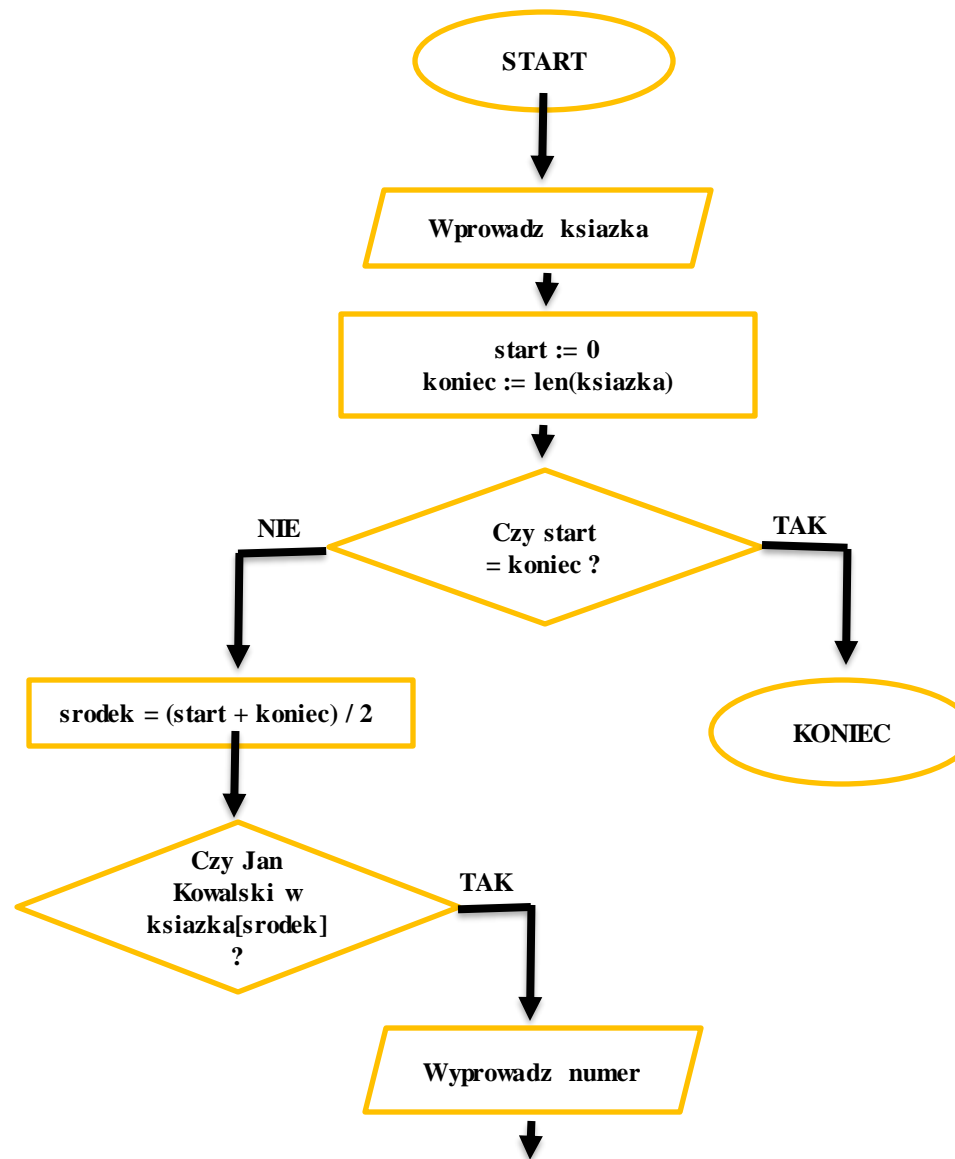 START
Wprowadz ksiazka
start := 0
koniec := len(ksiazka)
NIE
Czy start
= koniec ?
TAK
srodek = (start + koniec) / 2
KONIEC
Czy Jan
Kowalski w
ksiazka[srodek]
?
TAK
Wyprowadz numer